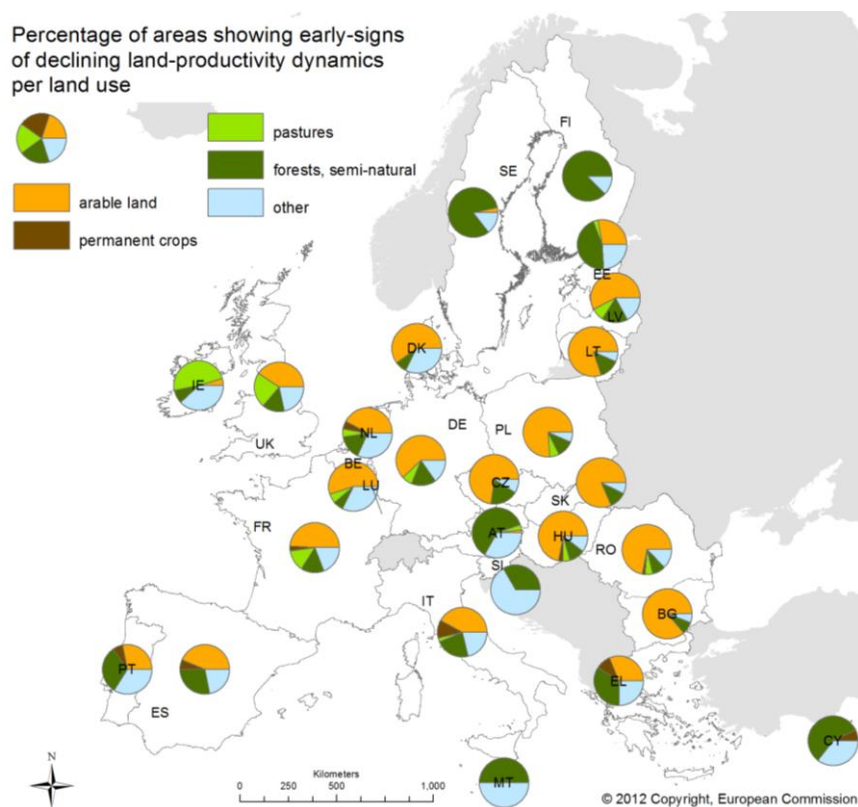 Percentage of areas showing early-signs
of declining land-productivity dynamics
per land use
pastures
forests, semi-natural
arable land
other
permanent crops
FI
SE
EE
LV
DK
LT
IE
UK
NL
DE
PL
BE
LU
CZ
SK
FR
AT
HU
RO
SI
IT
BG
PT
ES
EL
CY
MT
N
Kilometers
0 250 500 1,000
© 2012 Copyright, European Commission